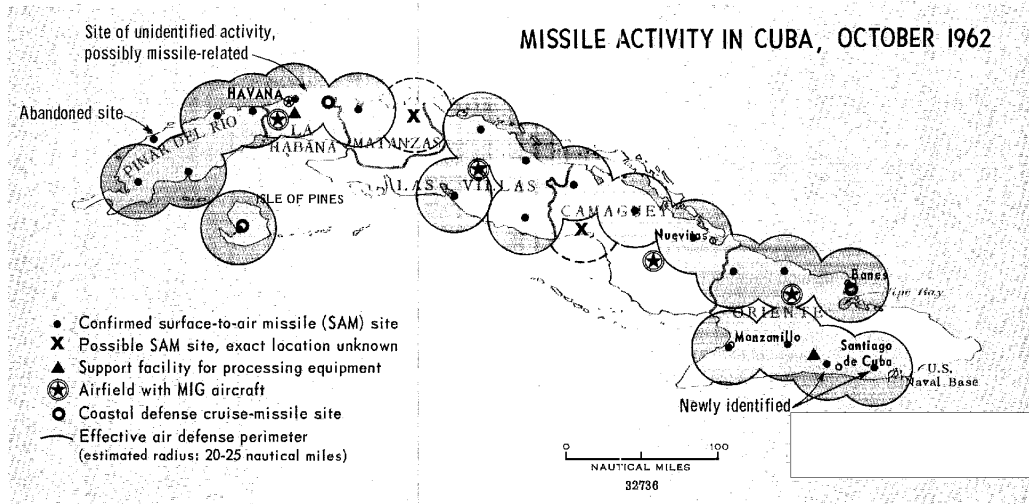 MISSILE ACTIVITY IN CUBA, OCTOBER 1962
Site of unidentified activity,
possibly missile-related
Abandoned site
HAVANA
PINAR DEL RIO
LA
HABANA
MATANZAS
ISLE OF PINES
LAS VILLAS
CAMAGUEY
Nuevitas
Banes
Nipe Bay
ORIENTE
Manzanillo
Santiago
de Cuba
U.S.
Naval Base
Newly identified
Confirmed surface-to-air missile (SAM) site
X Possible SAM site, exact location unknown
Support facility for processing equipment
Airfield with MIG aircraft
Coastal defense cruise-missile site
Effective air defense perimeter
(estimated radius: 20-25 nautical miles)
0 100
NAUTICAL MILES
32736